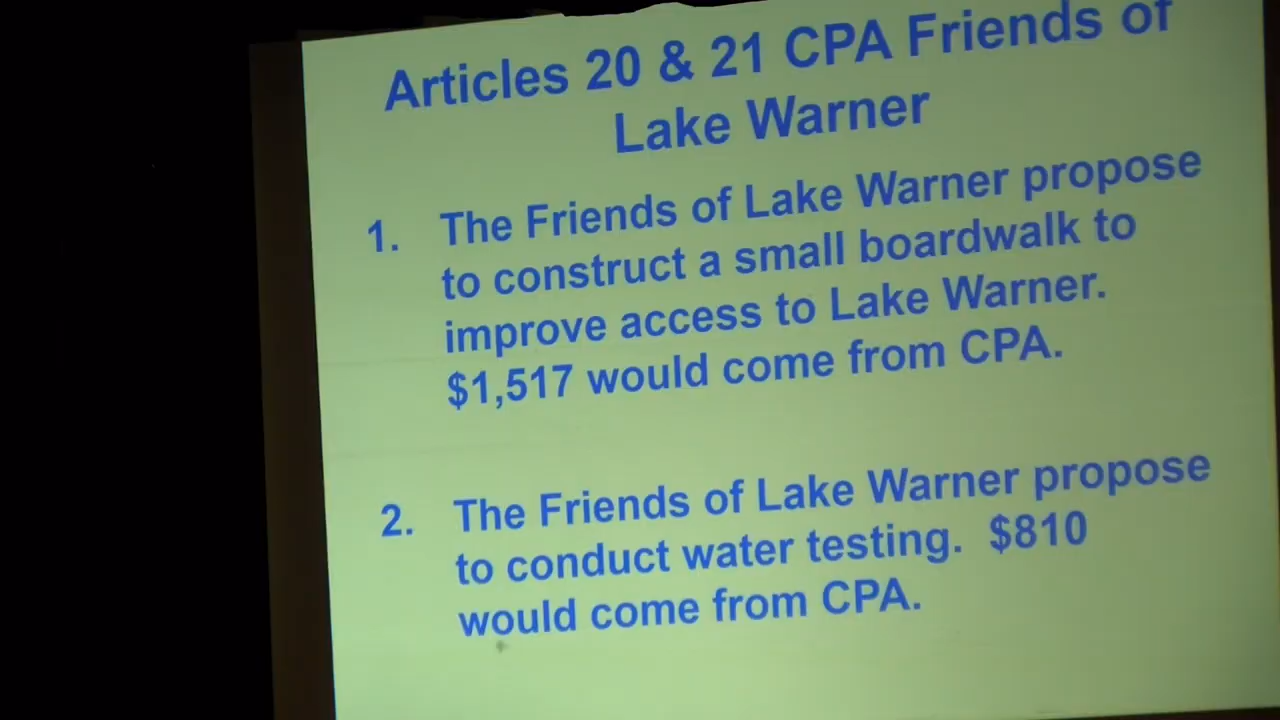 Articles 20 & 21 CPA Friends of
Lake Warner
1. The Friends of Lake Warner propose
to construct a small boardwalk to
improve access to Lake Warner.
$1,517 would come from CPA.
2. The Friends of Lake Warner propose
to conduct water testing. $810
would come from CPA.